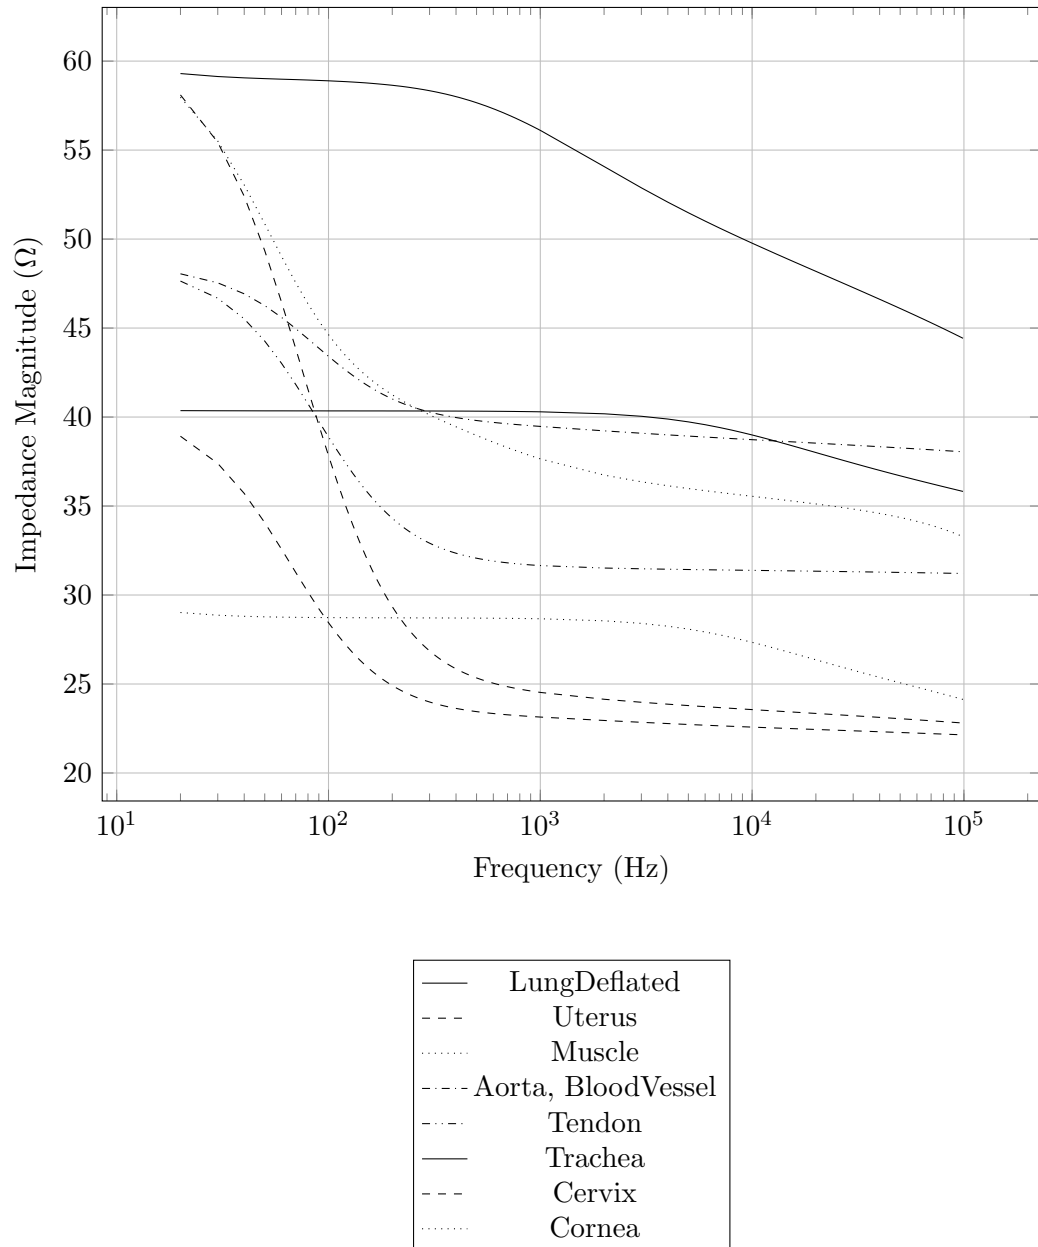 60
55
50
45
40
35
30
25
20
Impedance Magnitude (Ω)
10¹ 10² 10³ 10⁴ 10⁵
Frequency (Hz)
LungDeflated
Uterus
Muscle
Aorta, BloodVessel
Tendon
Trachea
Cervix
Cornea